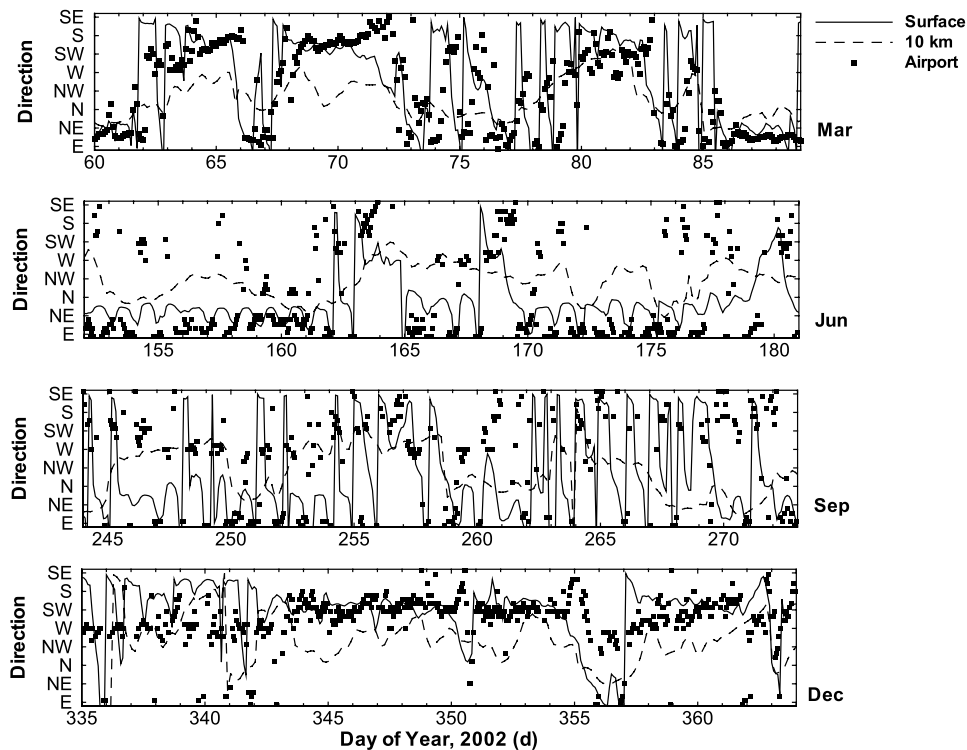 SE
S
SW
W
NW
N
NE
E
Direction
60 65 70 75 80 85
Mar
Surface
10 km
Airport
SE
S
SW
W
NW
N
NE
E
Direction
155 160 165 170 175 180
Jun
SE
S
SW
W
NW
N
NE
E
Direction
245 250 255 260 265 270
Sep
SE
S
SW
W
NW
N
NE
E
Direction
335 340 345 350 355 360
Dec
Day of Year, 2002 (d)